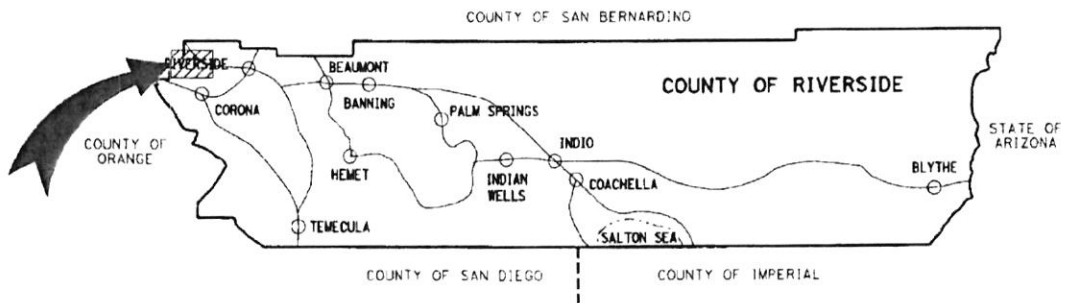 COUNTY OF SAN BERNARDINO
RIVERSIDE
BEAUMONT
COUNTY OF RIVERSIDE
CORONA
BANNING
PALM SPRINGS
COUNTY OF
ORANGE
STATE OF
ARIZONA
INDIO
HEMET
BLYTHE
INDIAN
WELLS
COACHELLA
TEMECULA
SALTON SEA
COUNTY OF SAN DIEGO
COUNTY OF IMPERIAL